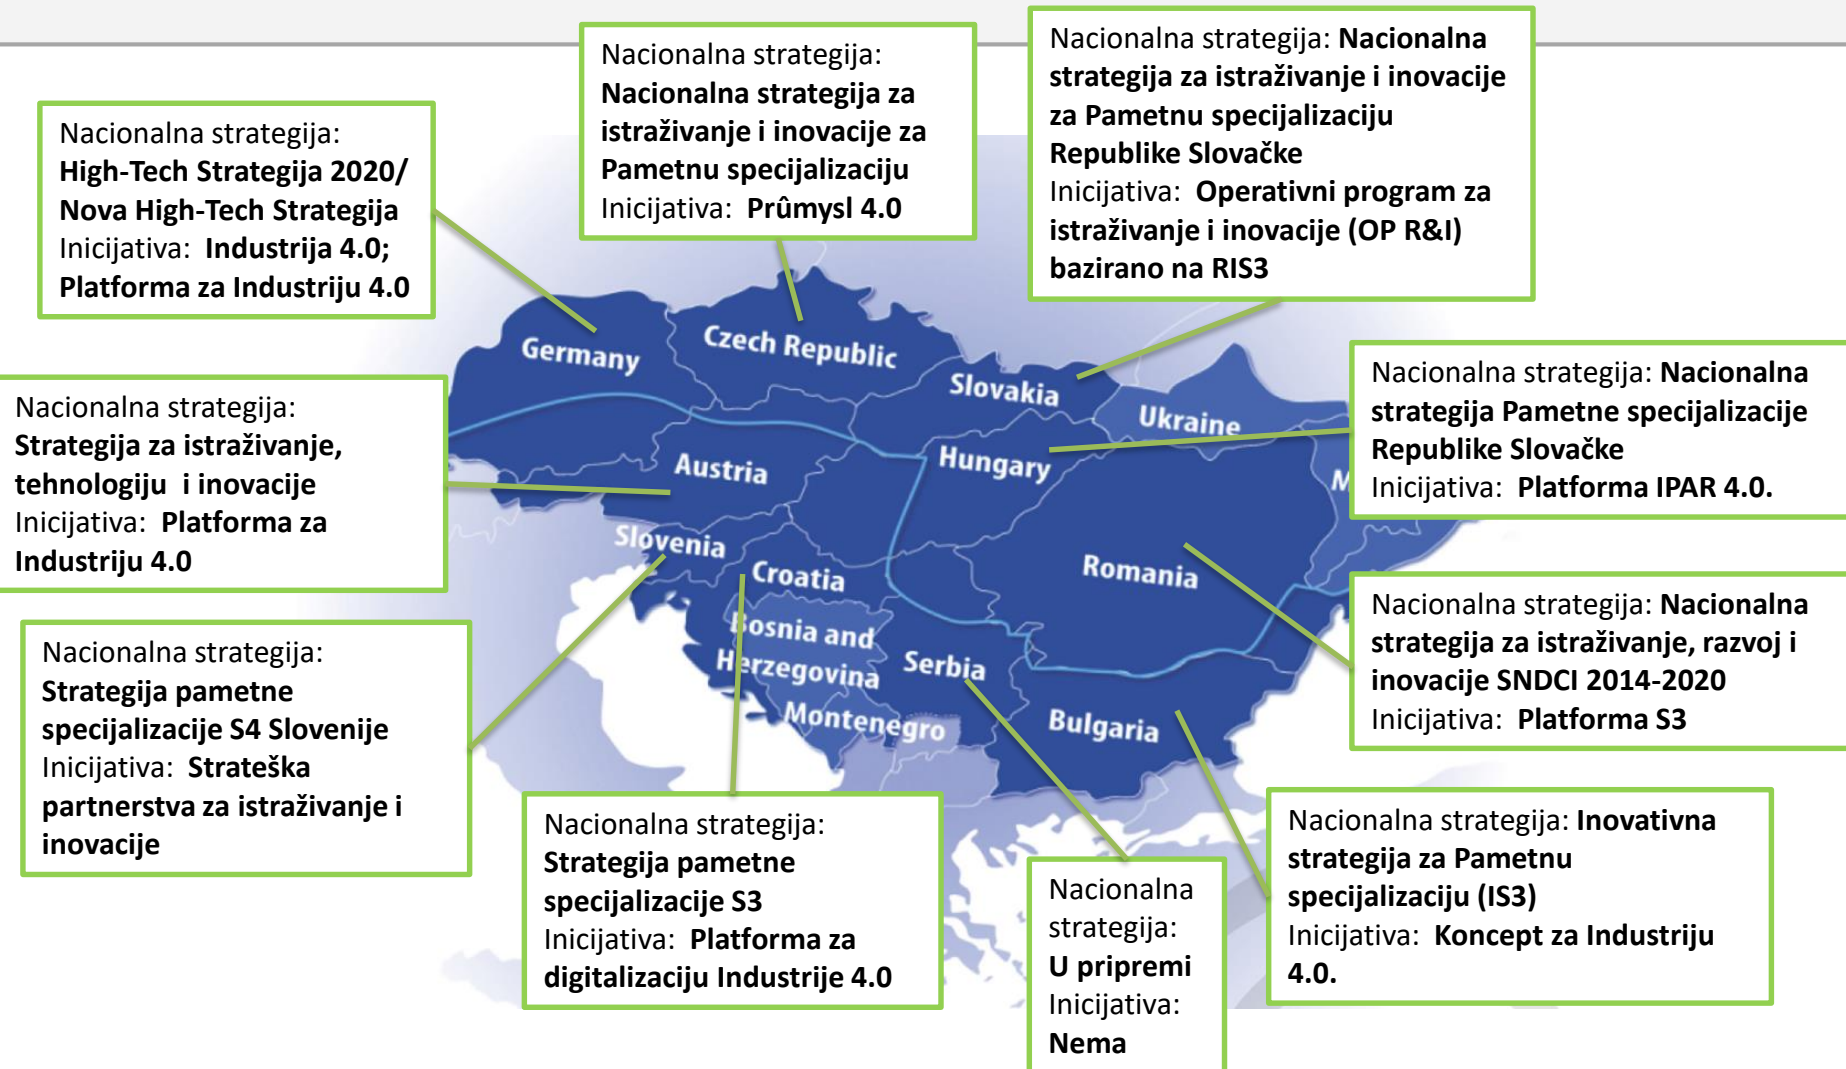 Nacionalna strategija:
High-Tech Strategija 2020/
Nova High-Tech Strategija
Inicijativa: Industrija 4.0;
Platforma za Industriju 4.0
Nacionalna strategija:
Nacionalna strategija za
istraživanje i inovacije za
Pametnu specijalizaciju
Inicijativa: Prûmysl 4.0
Nacionalna strategija: Nacionalna
strategija za istraživanje i inovacije
za Pametnu specijalizaciju
Republike Slovačke
Inicijativa: Operativni program za
istraživanje i inovacije (OP R&I)
bazirano na RIS3
Nacionalna strategija:
Strategija za istraživanje,
tehnologiju i inovacije
Inicijativa: Platforma za
Industriju 4.0
Nacionalna strategija: Nacionalna
strategija Pametne specijalizacije
Republike Slovačke
Inicijativa: Platforma IPAR 4.0.
Nacionalna strategija:
Strategija pametne
specijalizacije S4 Slovenije
Inicijativa: Strateška
partnerstva za istraživanje i
inovacije
Nacionalna strategija: Nacionalna
strategija za istraživanje, razvoj i
inovacije SNDCI 2014-2020
Inicijativa: Platforma S3
Nacionalna strategija:
Strategija pametne
specijalizacije S3
Inicijativa: Platforma za
digitalizaciju Industrije 4.0
Nacionalna
strategija:
U pripremi
Inicijativa:
Nema
Nacionalna strategija: Inovativna
strategija za Pametnu
specijalizaciju (IS3)
Inicijativa: Koncept za Industriju
4.0.
Germany
Czech Republic
Slovakia
Ukraine
Austria
Hungary
M
Slovenia
Croatia
Romania
Bosnia and
Herzegovina
Serbia
Montenegro
Bulgaria